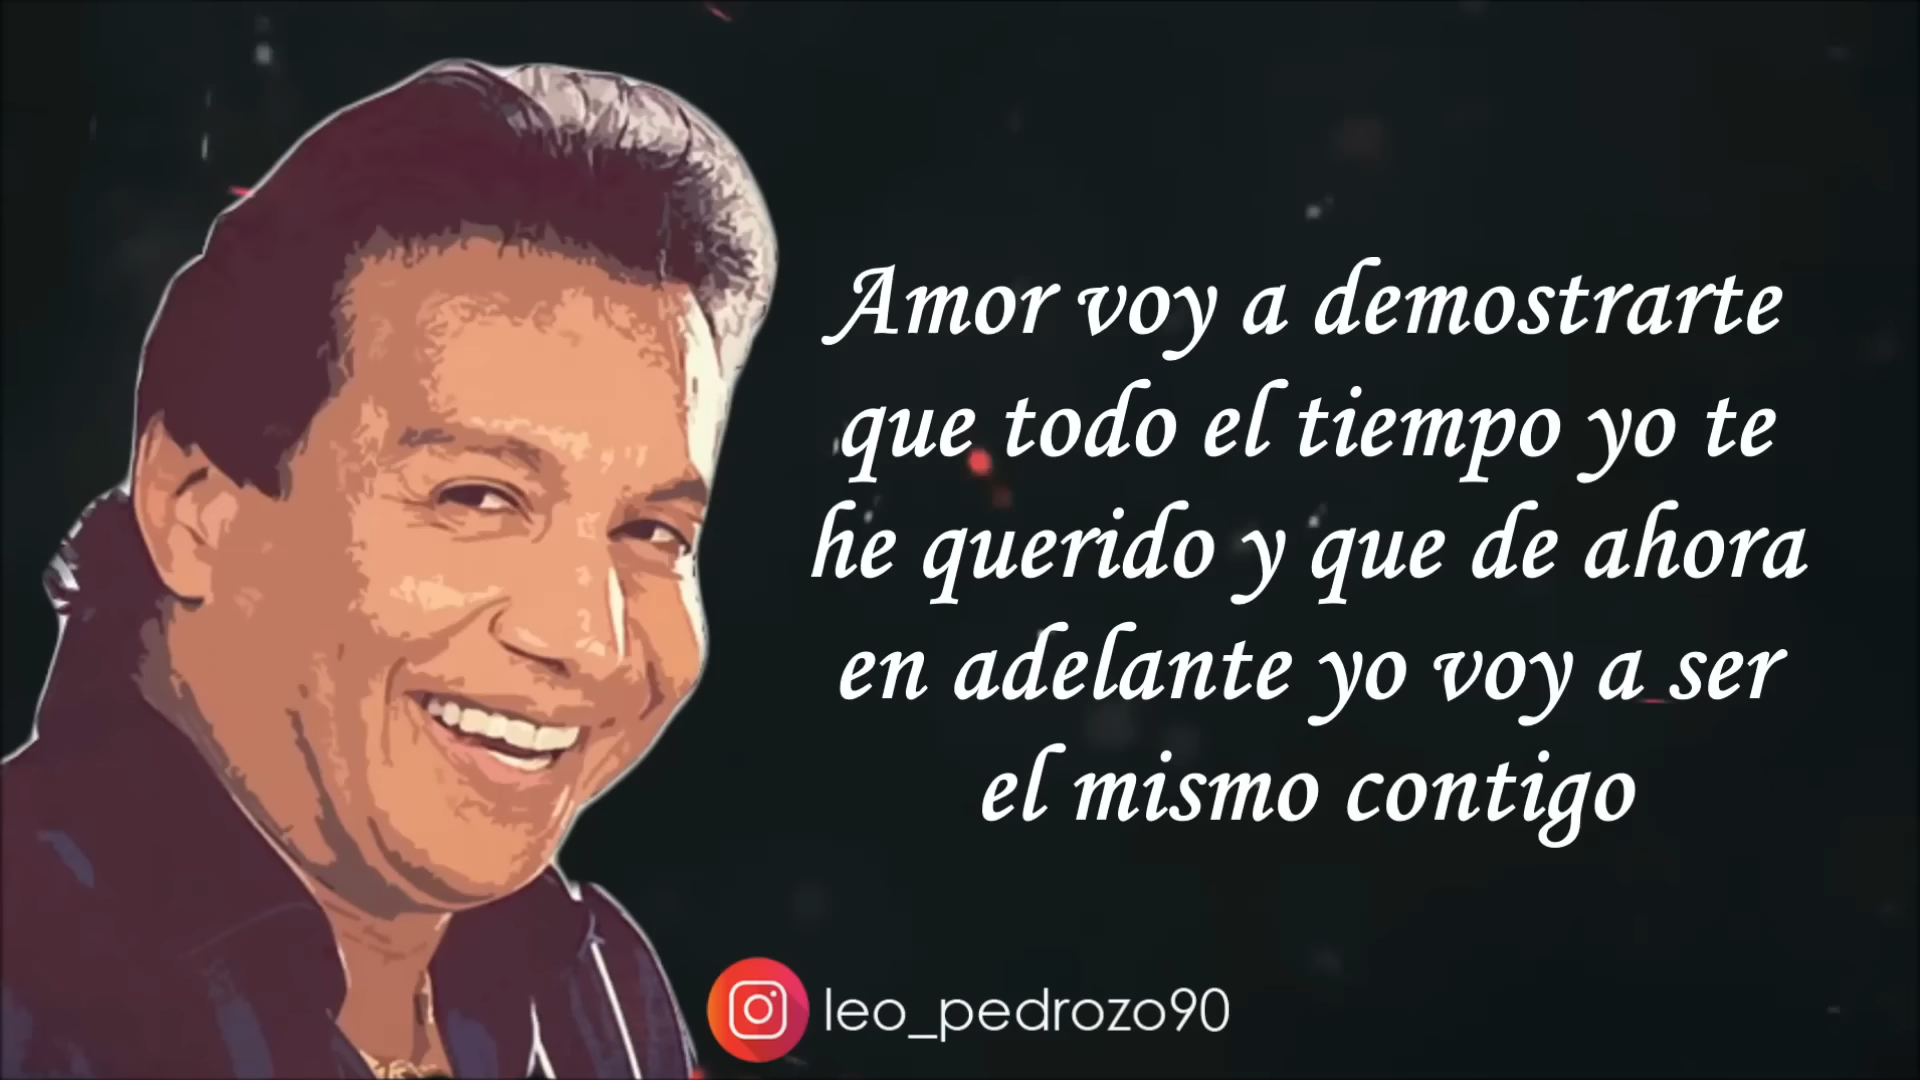 Amor voy a demostrarte
que todo el tiempo yo te
he querido y que de ahora
en adelante yo voy a ser
el mismo contigo
leo_pedrozo90